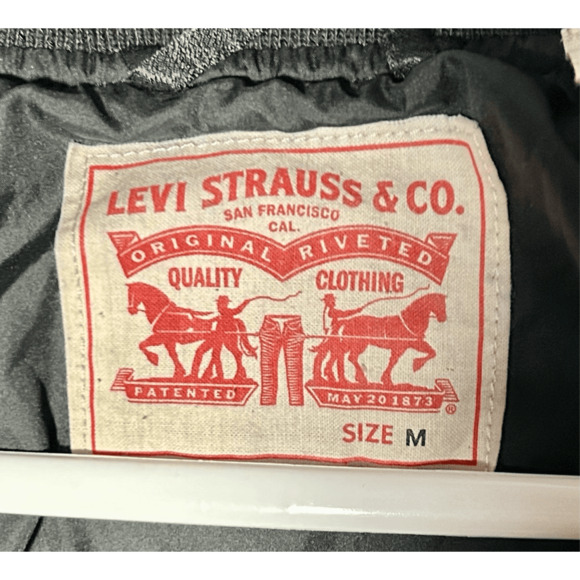 LEVI STRAUSS & CO.
SAN FRANCISCO
CAL.
ORIGINAL RIVETED
QUALITY CLOTHING
PATENTED MAY 20 1873 ®
SIZE M